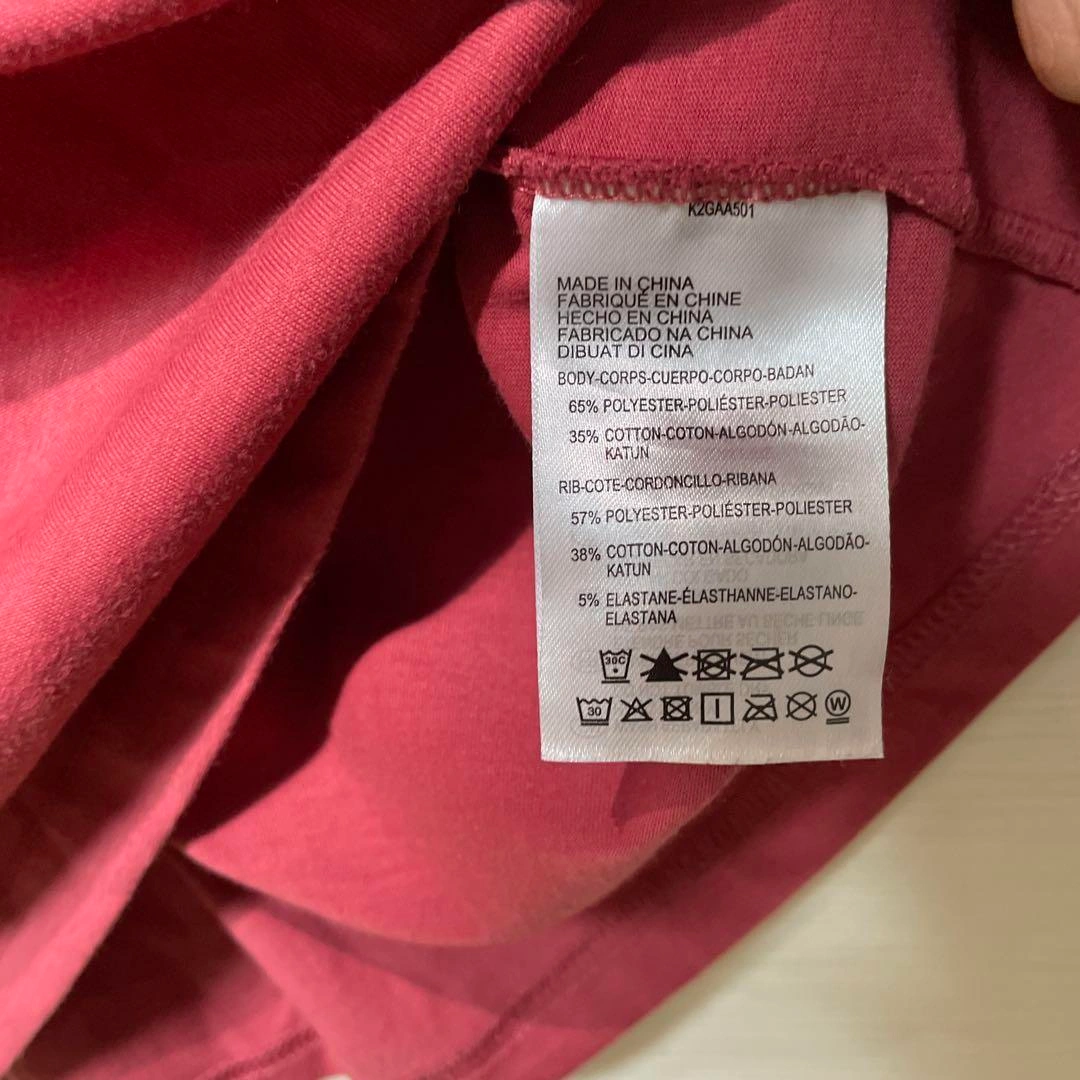 K2GAA501
MADE IN CHINA
FABRIQUÉ EN CHINE
HECHO EN CHINA
FABRICADO NA CHINA
DIBUAT DI CINA
BODY-CORPS-CUERPO-CORPO-BADAN
65% POLYESTER-POLIÉSTER-POLIESTER
35% COTTON-COTON-ALGODÓN-ALGODÃO-
KATUN
RIB-COTE-CORDONCILLO-RIBANA
57% POLYESTER-POLIÉSTER-POLIESTER
38% COTTON-COTON-ALGODÓN-ALGODÃO-
KATUN
5% ELASTANE-ÉLASTHANNE-ELASTANO-
ELASTANA
30C
30 W